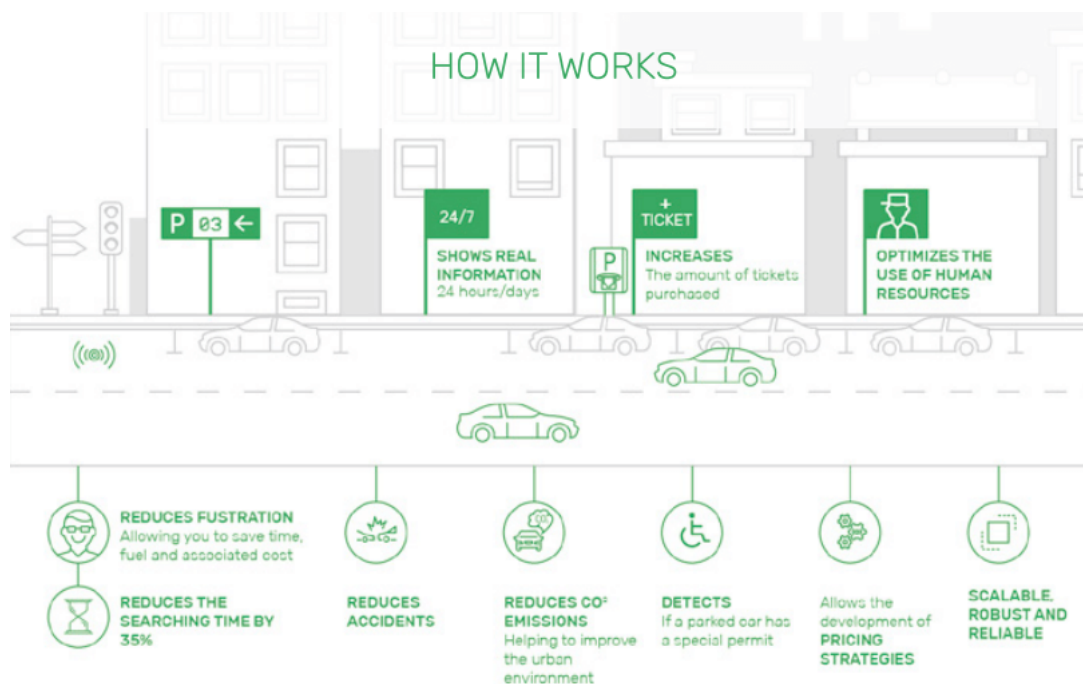 HOW IT WORKS
P 03 ←
24/7
SHOWS REAL
INFORMATION
24 hours/days
P
+
TICKET
INCREASES
The amount of tickets
purchased
OPTIMIZES THE
USE OF HUMAN
RESOURCES
REDUCES FUSTRATION
Allowing you to save time,
fuel and associated cost
REDUCES THE
SEARCHING TIME BY
35%
REDUCES
ACCIDENTS
CO²
REDUCES CO²
EMISSIONS
Helping to improve
the urban
environment
DETECTS
If a parked car has
a special permit
Allows the
development of
PRICING
STRATEGIES
SCALABLE,
ROBUST AND
RELIABLE